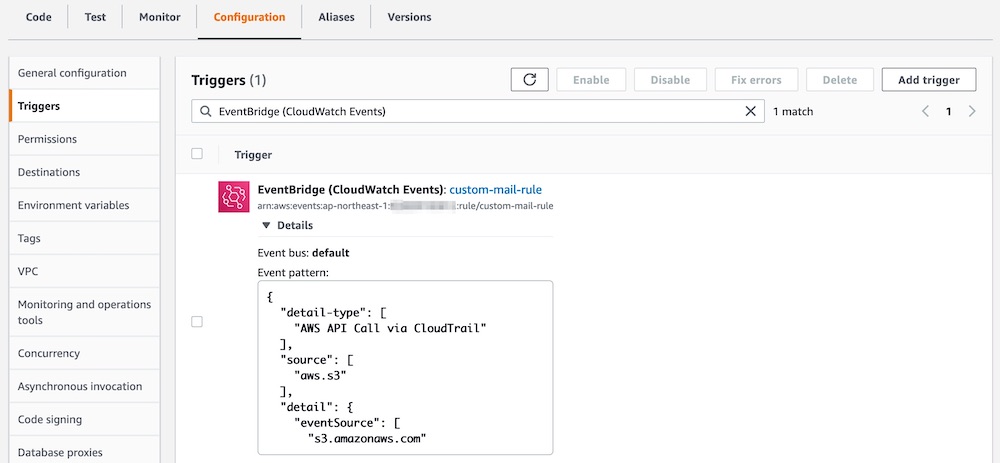 Code Test Monitor Configuration Aliases Versions
General configuration
Triggers
Permissions
Destinations
Environment variables
Tags
VPC
Monitoring and operations
tools
Concurrency
Asynchronous invocation
Code signing
Database proxies
Triggers (1)
Enable Disable Fix errors Delete Add trigger
EventBridge (CloudWatch Events) 1 match 1
Trigger
EventBridge (CloudWatch Events): custom-mail-rule
arn:aws:events:ap-northeast-1: :rule/custom-mail-rule
Details
Event bus: default
Event pattern:
{
"detail-type": [
"AWS API Call via CloudTrail"
],
"source": [
"aws.s3"
],
"detail": {
"eventSource": [
"s3.amazonaws.com"